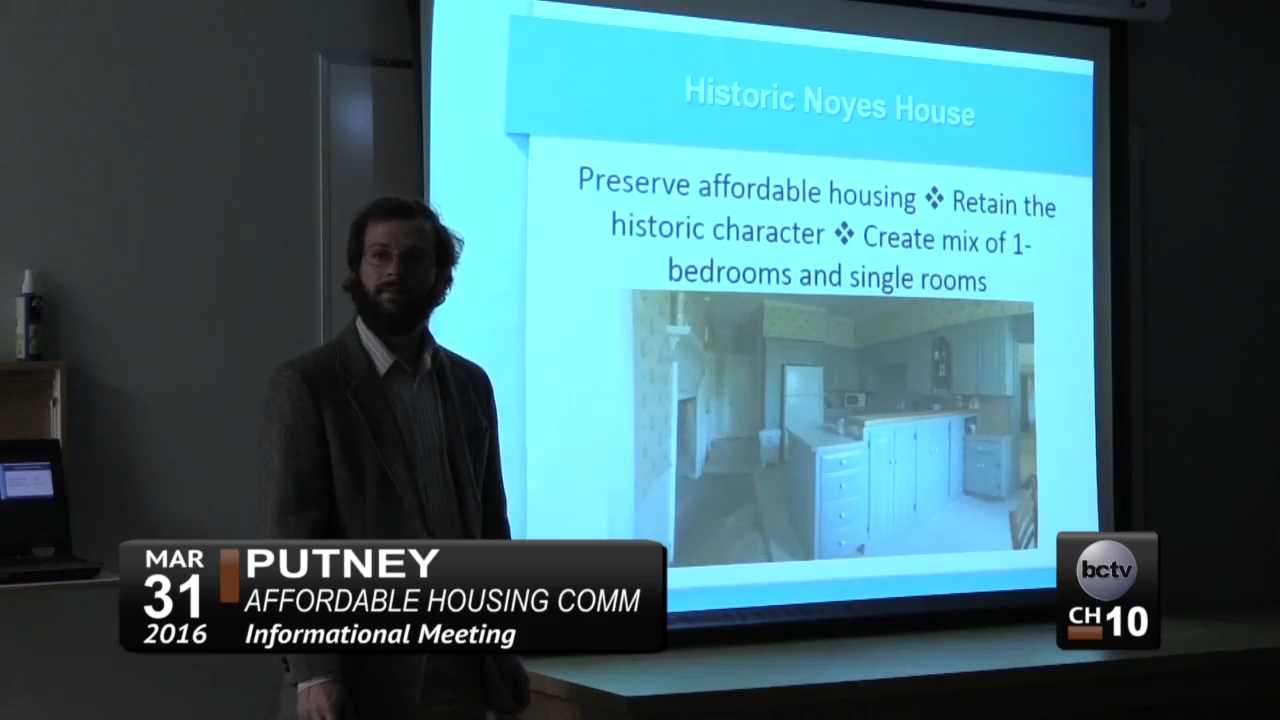 Historic Noyes House
Preserve affordable housing ❖ Retain the
historic character ❖ Create mix of 1-
bedrooms and single rooms
MAR
31
2016
PUTNEY
AFFORDABLE HOUSING COMM
Informational Meeting
bctv
CH 10